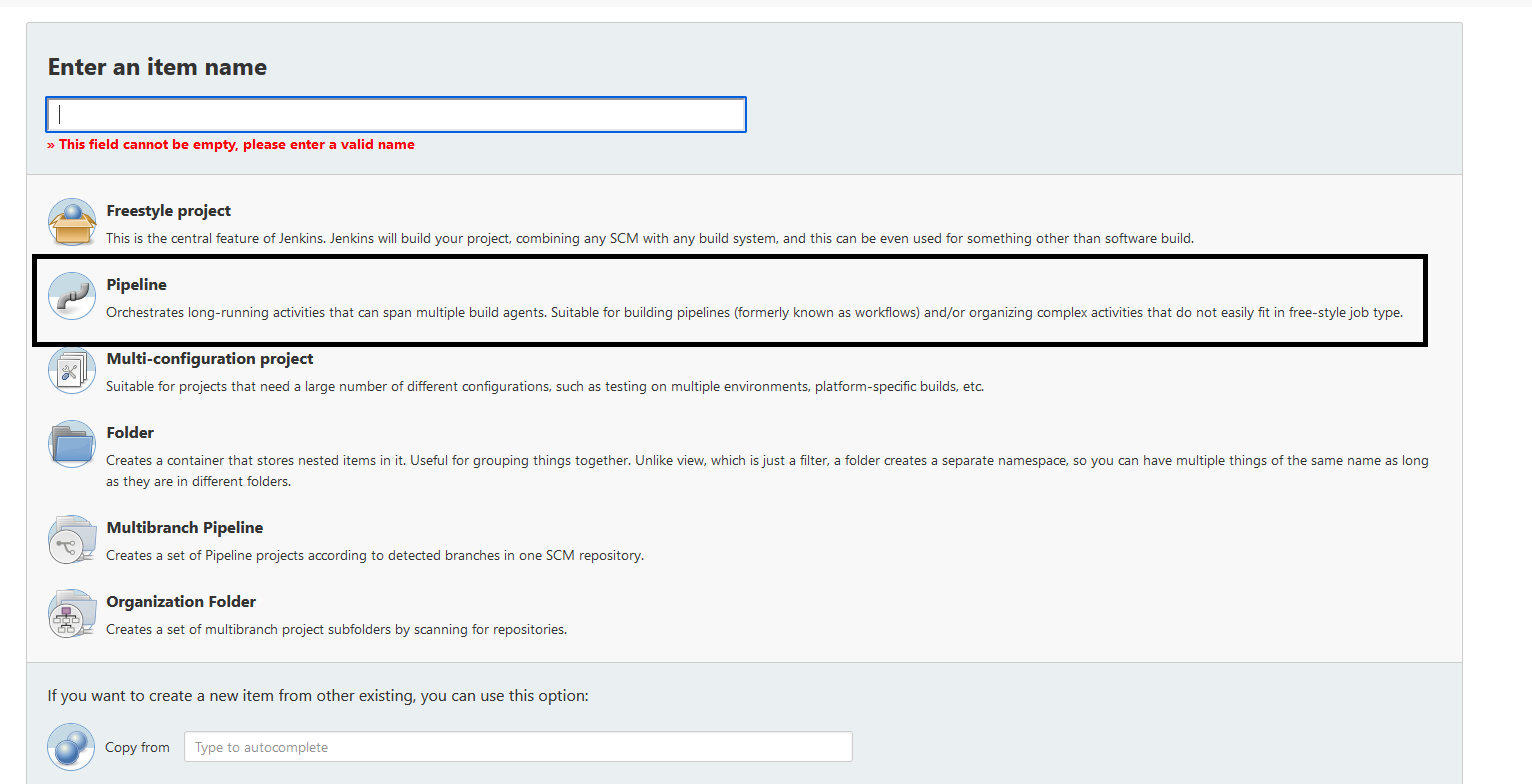 Enter an item name
» This field cannot be empty, please enter a valid name
Freestyle project
This is the central feature of Jenkins. Jenkins will build your project, combining any SCM with any build system, and this can be even used for something other than software build.
Pipeline
Orchestrates long-running activities that can span multiple build agents. Suitable for building pipelines (formerly known as workflows) and/or organizing complex activities that do not easily fit in free-style job type.
Multi-configuration project
Suitable for projects that need a large number of different configurations, such as testing on multiple environments, platform-specific builds, etc.
Folder
Creates a container that stores nested items in it. Useful for grouping things together. Unlike view, which is just a filter, a folder creates a separate namespace, so you can have multiple things of the same name as long
as they are in different folders.
Multibranch Pipeline
Creates a set of Pipeline projects according to detected branches in one SCM repository.
Organization Folder
Creates a set of multibranch project subfolders by scanning for repositories.
If you want to create a new item from other existing, you can use this option:
Copy from
Type to autocomplete